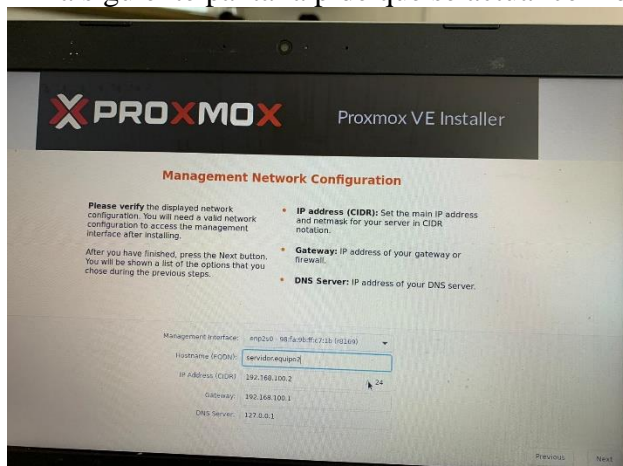 PROXMOX
Proxmox VE Installer
Management Network Configuration
Please verify the displayed network
configuration. You will need a valid network
configuration to access the management
interface after installing.
After you have finished, press the Next button.
You will be shown a list of the options that you
chose during the previous steps.
• IP address (CIDR): Set the main IP address
and netmask for your server in CIDR
notation.
• Gateway: IP address of your gateway or
firewall.
• DNS Server: IP address of your DNS server.
Management Interface: enp2s0 - (r8169)
Hostname (FQDN): servidor.equipo2
IP Address (CIDR) 192.168.100.2 / 24
Gateway: 192.168.100.1
DNS Server: 127.0.0.1
Previous Next